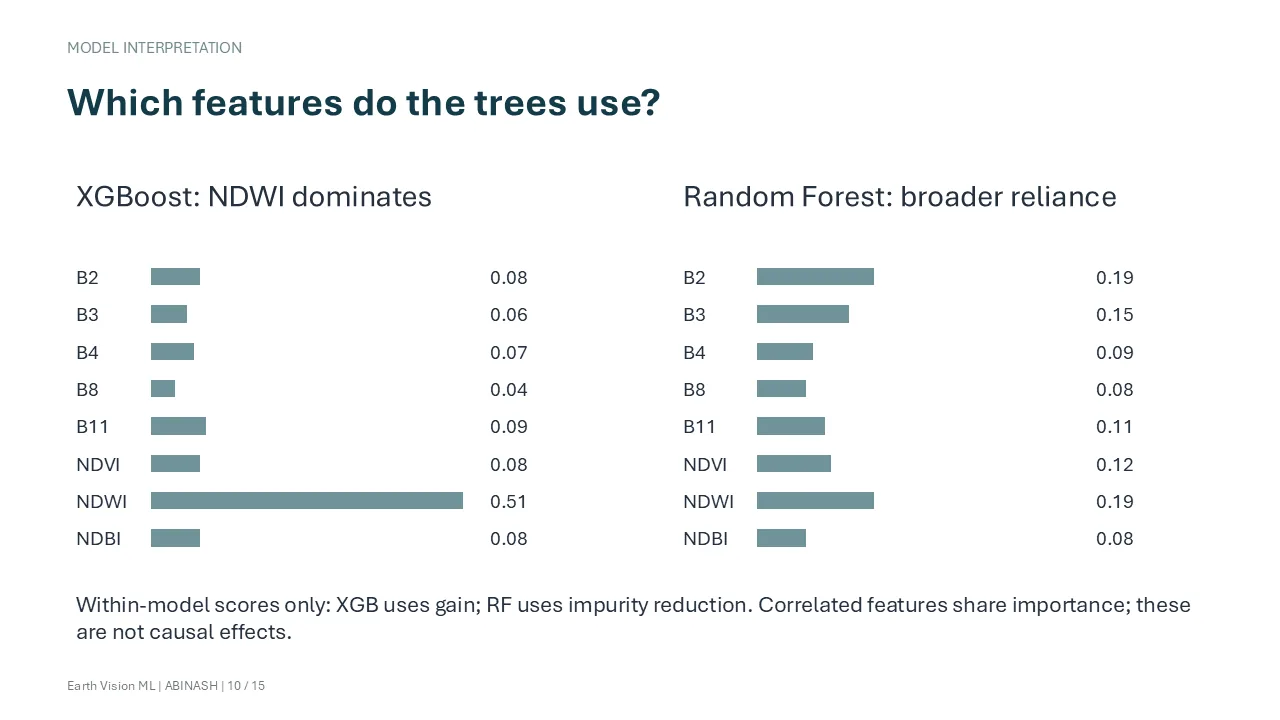 MODEL INTERPRETATION
Which features do the trees use?
XGBoost: NDWI dominates
B2 0.08
B3 0.06
B4 0.07
B8 0.04
B11 0.09
NDVI 0.08
NDWI 0.51
NDBI 0.08
Random Forest: broader reliance
B2 0.19
B3 0.15
B4 0.09
B8 0.08
B11 0.11
NDVI 0.12
NDWI 0.19
NDBI 0.08
Within-model scores only: XGB uses gain; RF uses impurity reduction. Correlated features share importance; these
are not causal effects.
Earth Vision ML | ABINASH | 10 / 15